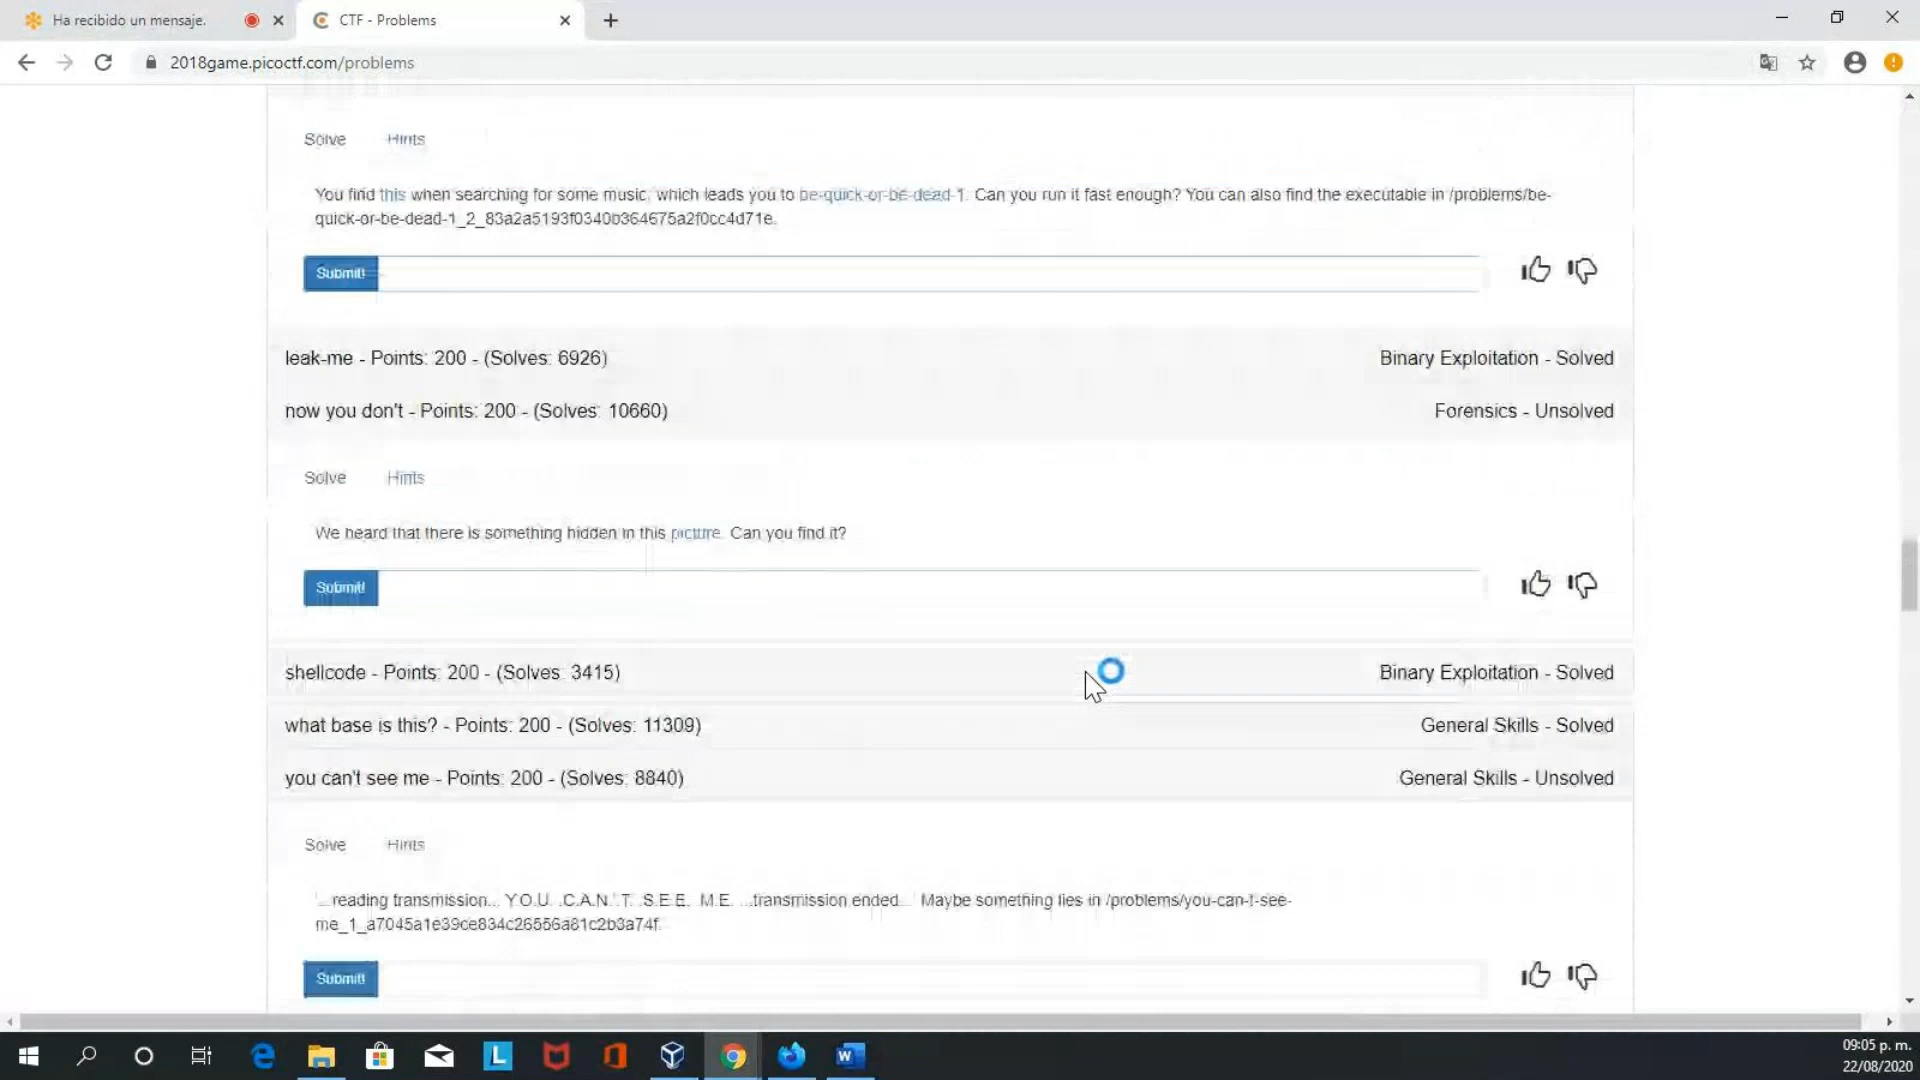 Ha recibido un mensaje.
CTF - Problems
2018game.picoctf.com/problems
Solve Hints
You find this when searching for some music, which leads you to be-quick-or-be-dead-1. Can you run it fast enough? You can also find the executable in /problems/be-
quick-or-be-dead-1_2_83a2a5193f0340b364675a2f0cc4d71e.
Submit!
leak-me - Points: 200 - (Solves: 6926) Binary Exploitation - Solved
now you don't - Points: 200 - (Solves: 10660) Forensics - Unsolved
Solve Hints
We heard that there is something hidden in this picture. Can you find it?
Submit!
shellcode - Points: 200 - (Solves: 3415) Binary Exploitation - Solved
what base is this? - Points: 200 - (Solves: 11309) General Skills - Solved
you can't see me - Points: 200 - (Solves: 8840) General Skills - Unsolved
Solve Hints
'...reading transmission... Y.O.U. .C.A.N.'.T. .S.E.E. .M.E. ...transmission ended...' Maybe something lies in /problems/you-can-t-see-
me_1_a7045a1e39ce834c26556a81c2b3a74f.
Submit!
09:05 p. m.
22/08/2020